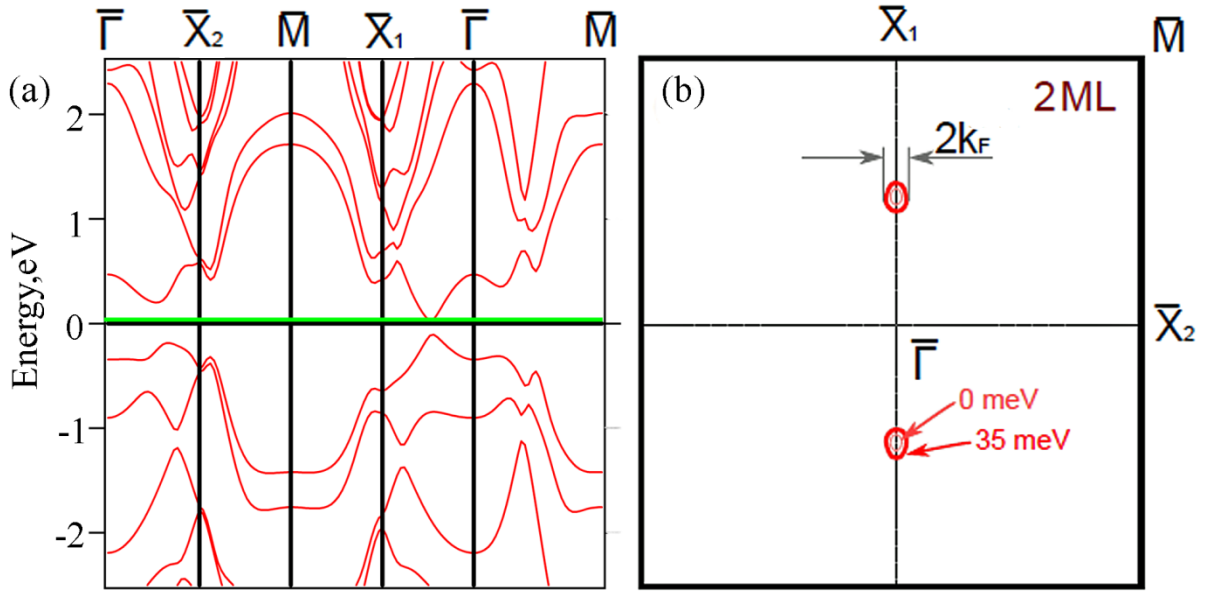 Γ̅ X̅₂ M̅ X̅₁ Γ̅ M̅
(a)
2
1
0
-1
-2
Energy,eV
X̅₁ M̅
(b) 2ML
2kF
X̅₂
Γ̅
0 meV
35 meV